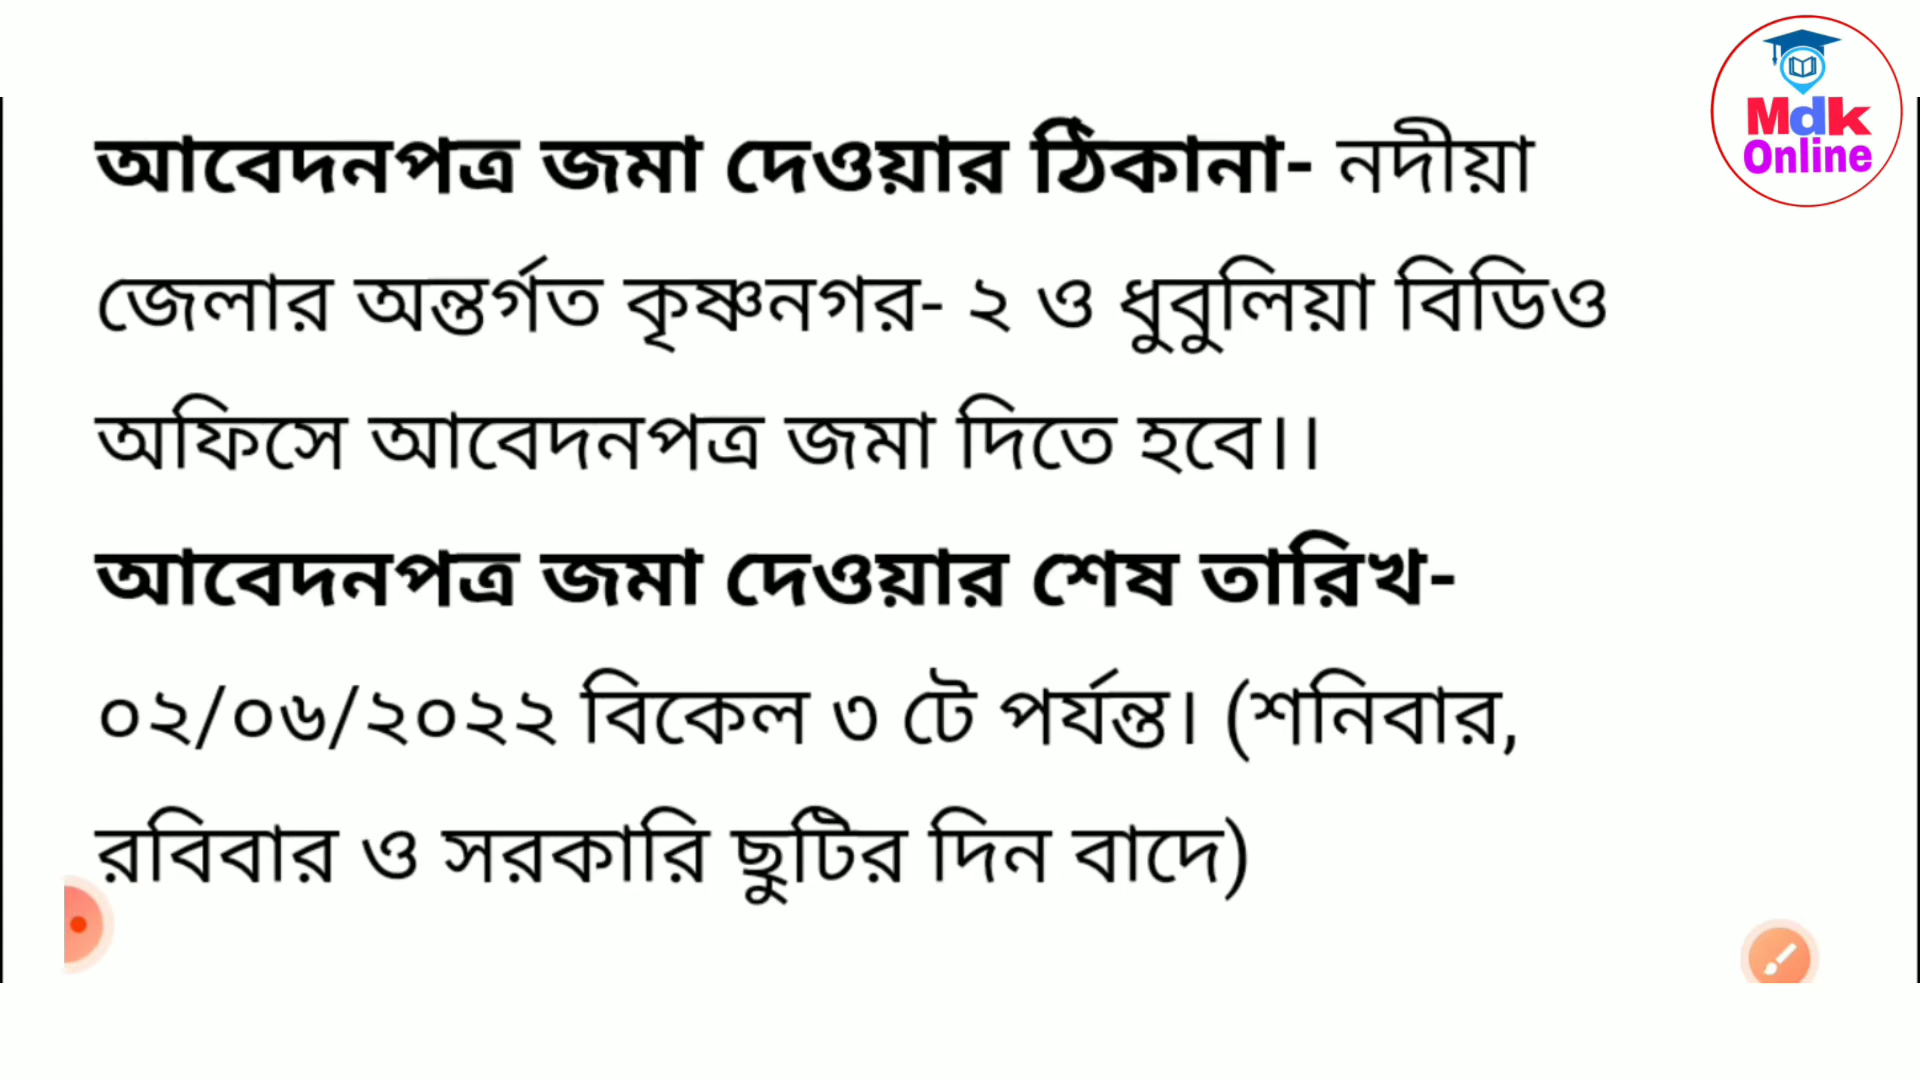 Mdk
Online
আবেদনপত্র জমা দেওয়ার ঠিকানা- নদীয়া
জেলার অন্তর্গত কৃষ্ণনগর- ২ ও ধুবুলিয়া বিডিও
অফিসে আবেদনপত্র জমা দিতে হবে।।
আবেদনপত্র জমা দেওয়ার শেষ তারিখ-
০২/০৬/২০২২ বিকেল ৩ টে পর্যন্ত। (শনিবার,
রবিবার ও সরকারি ছুটির দিন বাদে)